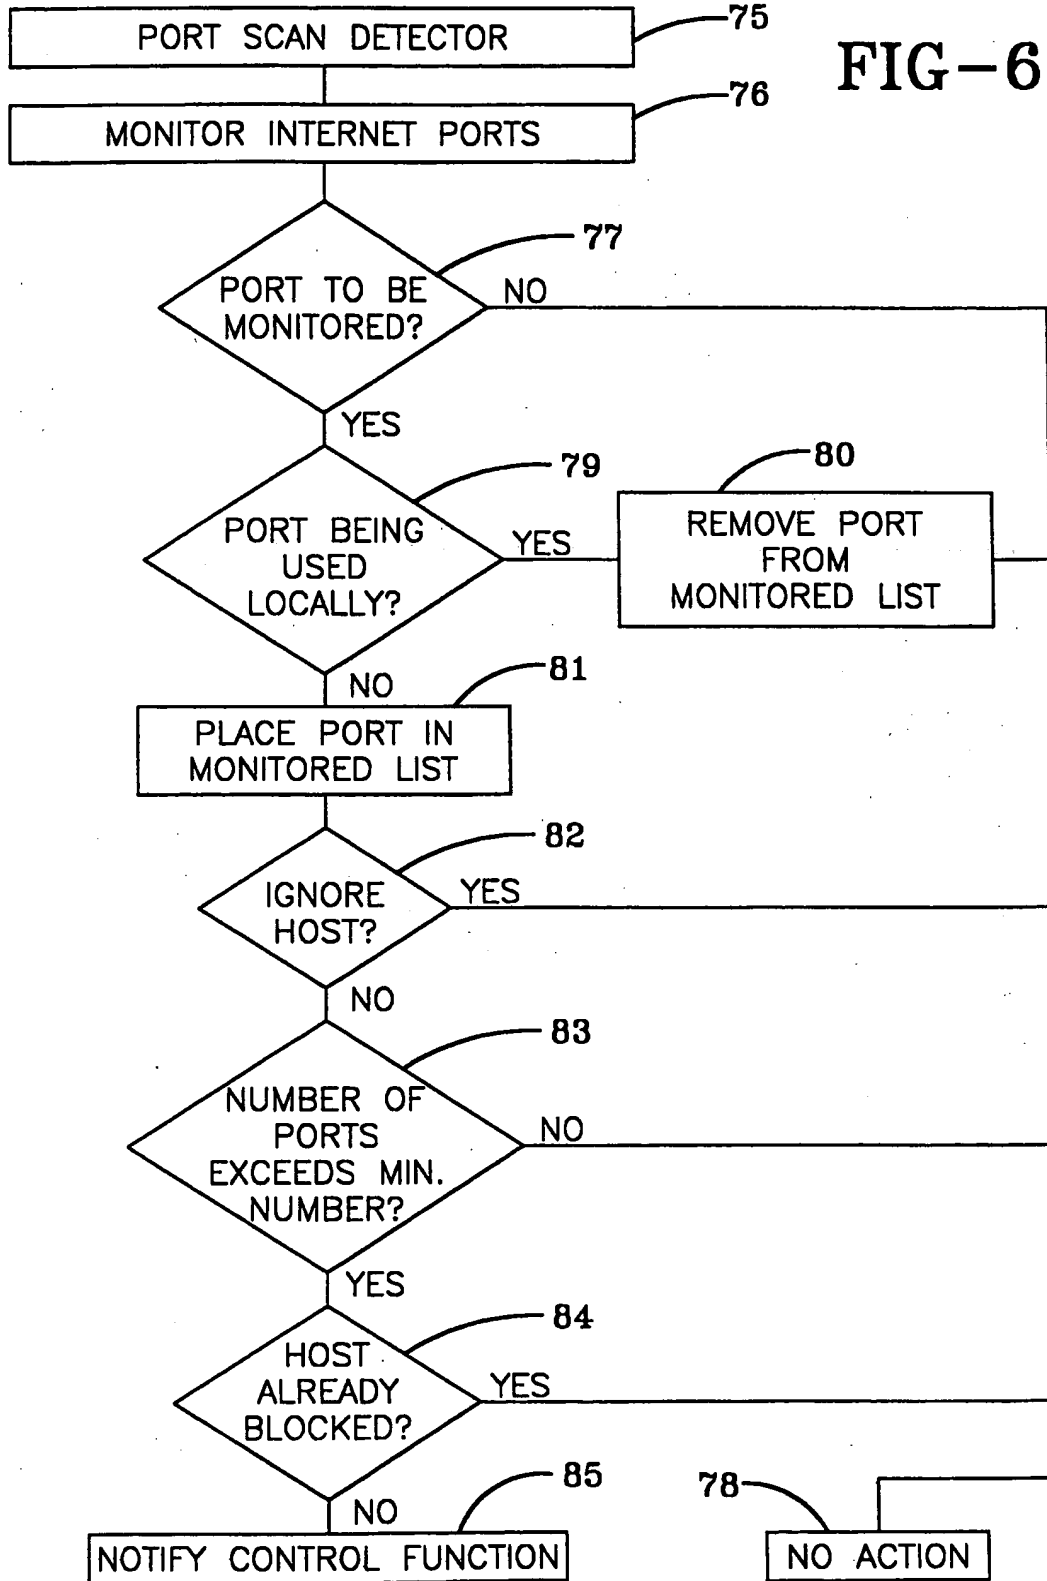 PORT SCAN DETECTOR
75
FIG-6
MONITOR INTERNET PORTS
76
PORT TO BE
MONITORED?
77
NO
YES
PORT BEING
USED
LOCALLY?
79
YES
REMOVE PORT
FROM
MONITORED LIST
80
NO
PLACE PORT IN
MONITORED LIST
81
IGNORE
HOST?
82
YES
NO
NUMBER OF
PORTS
EXCEEDS MIN.
NUMBER?
83
NO
YES
HOST
ALREADY
BLOCKED?
84
YES
NO
NOTIFY CONTROL FUNCTION
85
78
NO ACTION